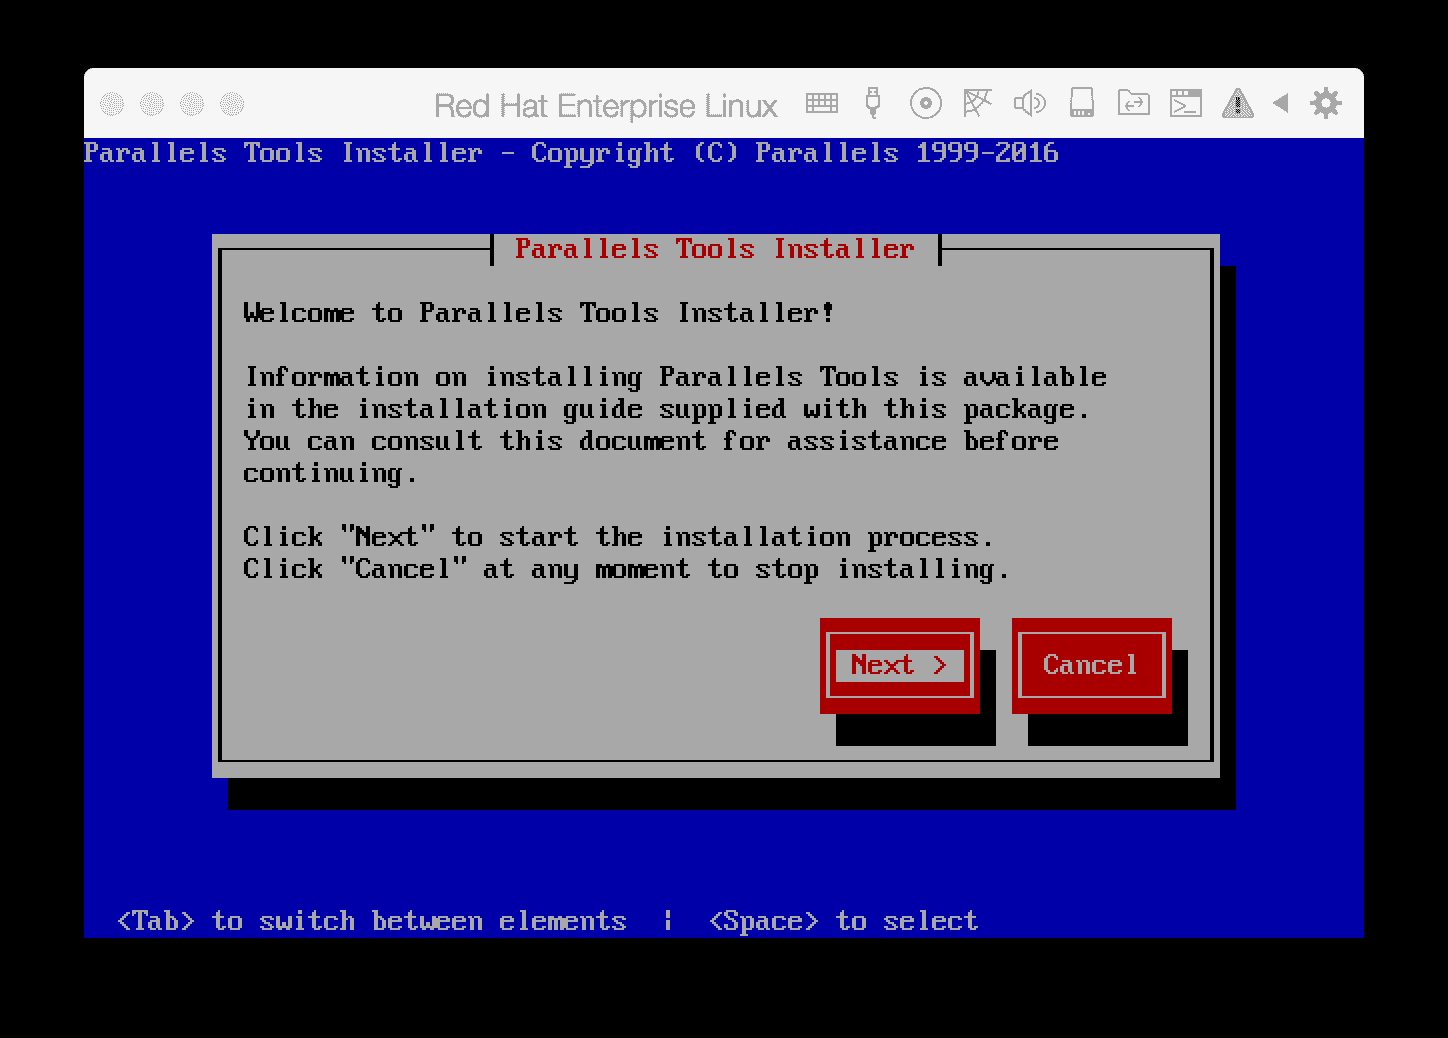 Red Hat Enterprise Linux
Parallels Tools Installer - Copyright (C) Parallels 1999-2016
Parallels Tools Installer
Welcome to Parallels Tools Installer!
Information on installing Parallels Tools is available
in the installation guide supplied with this package.
You can consult this document for assistance before
continuing.
Click "Next" to start the installation process.
Click "Cancel" at any moment to stop installing.
Next > Cancel
<Tab> to switch between elements | <Space> to select